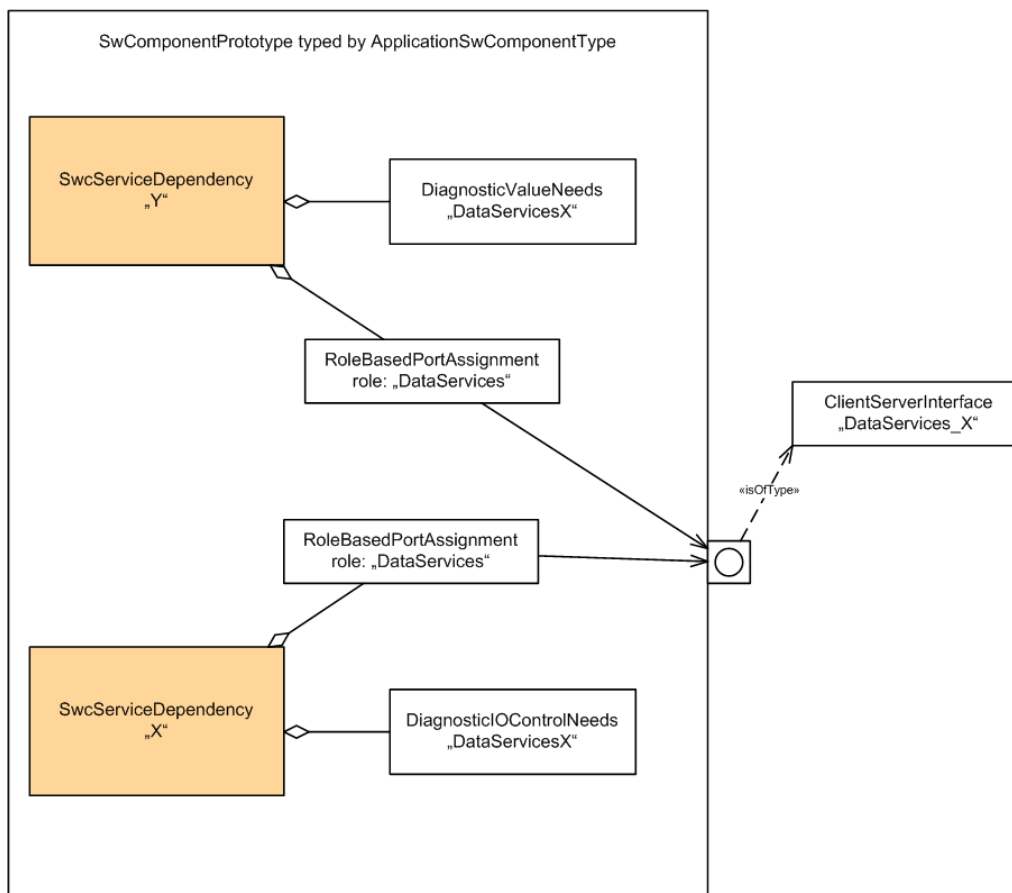 SwComponentPrototype typed by ApplicationSwComponentType
SwcServiceDependency
„Y“
DiagnosticValueNeeds
„DataServicesX“
RoleBasedPortAssignment
role: „DataServices“
ClientServerInterface
„DataServices_X“
«isOfType»
RoleBasedPortAssignment
role: „DataServices“
SwcServiceDependency
„X“
DiagnosticIOControlNeeds
„DataServicesX“